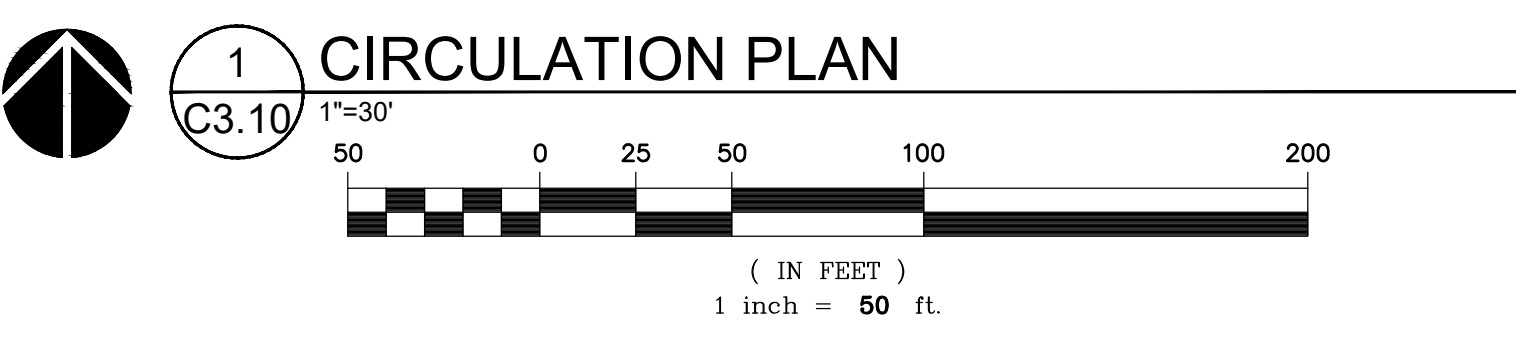 1
CIRCULATION PLAN
C3.10
1"=30'
50 0 25 50 100 200
( IN FEET )
1 inch = 50 ft.